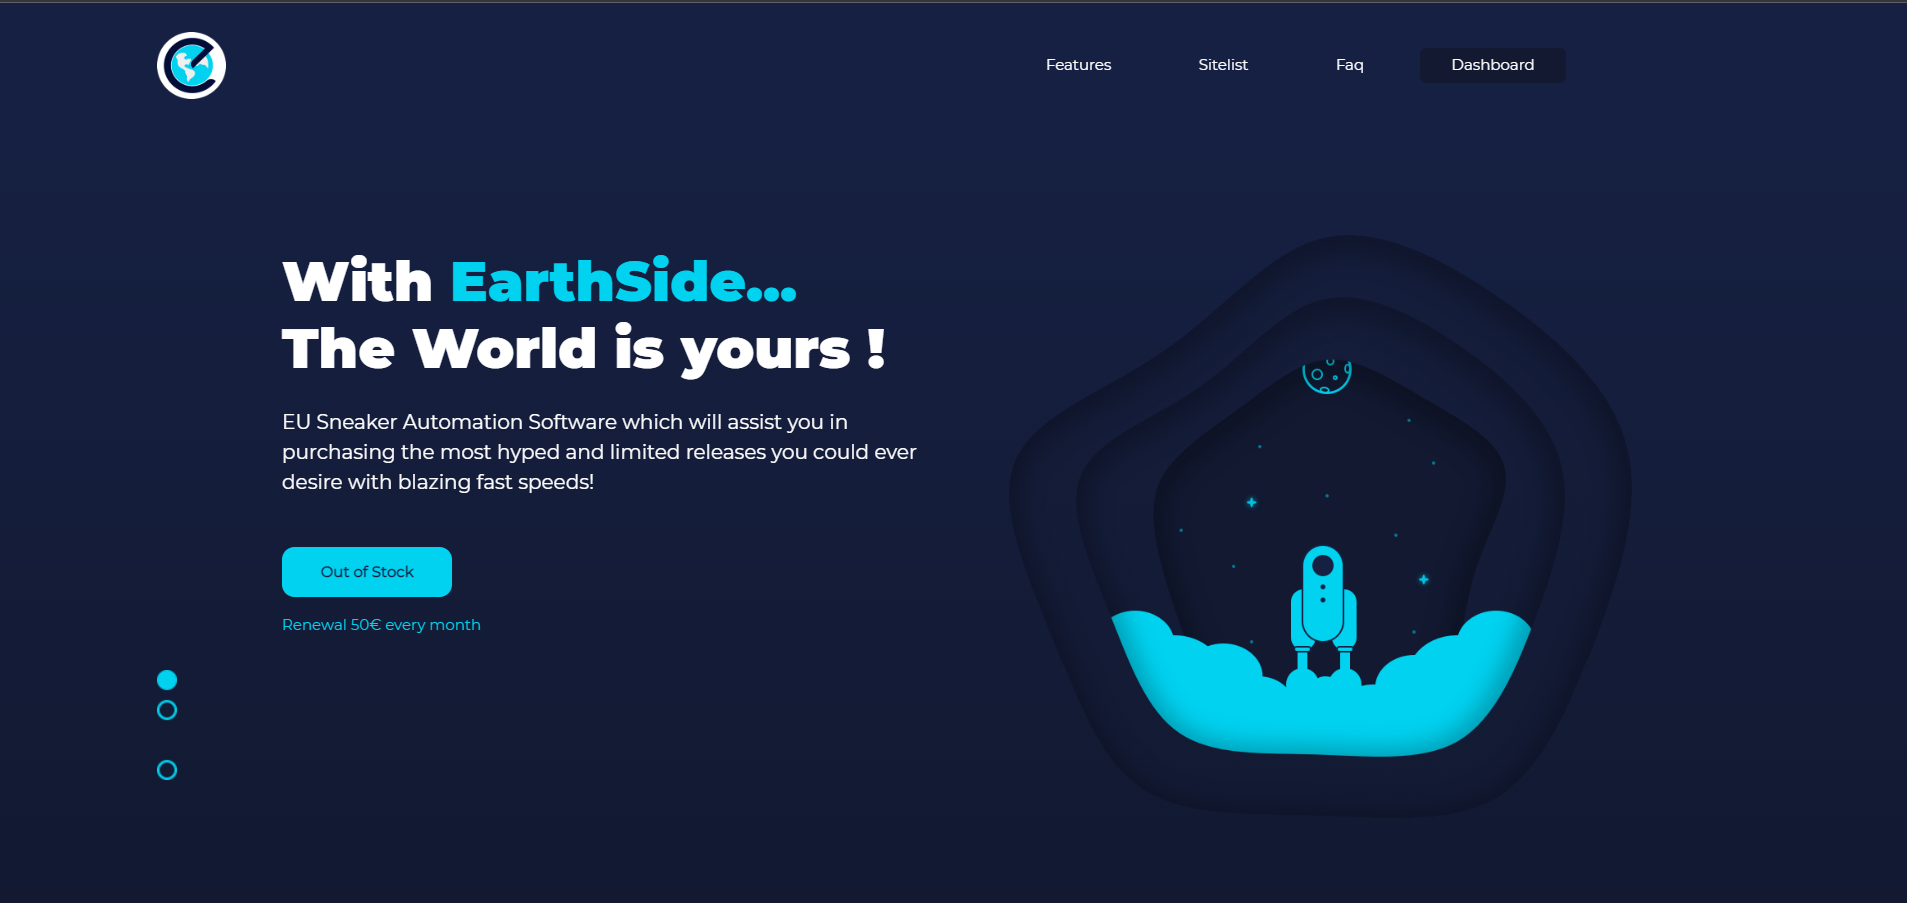 Features
Sitelist
Faq
Dashboard
With EarthSide...
The World is yours !
EU Sneaker Automation Software which will assist you in
purchasing the most hyped and limited releases you could ever
desire with blazing fast speeds!
Out of Stock
Renewal 50€ every month